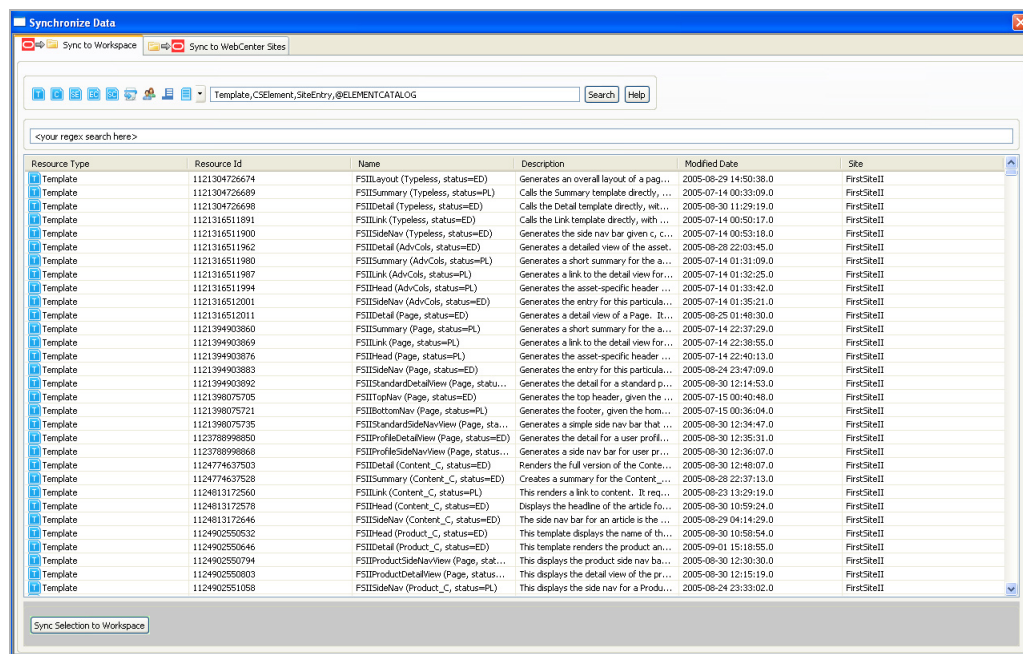 Synchronize Data
Sync to Workspace Sync to WebCenter Sites
T C SE EC SC Template,CSElement,SiteEntry,@ELEMENTCATALOG Search Help
<your regex search here>
Resource Type Resource Id Name Description Modified Date Site
Template 1121304726674 FSIILayout (Typeless, status=ED) Generates an overall layout of a pag... 2005-08-29 14:50:38.0 FirstSiteII
Template 1121304726689 FSIISummary (Typeless, status=PL) Calls the Summary template directly, ... 2005-07-14 00:33:09.0 FirstSiteII
Template 1121304726698 FSIIDetail (Typeless, status=ED) Calls the Detail template directly, wit... 2005-08-30 11:29:19.0 FirstSiteII
Template 1121316511891 FSIILink (Typeless, status=ED) Calls the Link template directly, with ... 2005-07-14 00:50:17.0 FirstSiteII
Template 1121316511900 FSIISideNav (Typeless, status=ED) Generates the side nav bar given c, c... 2005-07-14 00:53:18.0 FirstSiteII
Template 1121316511962 FSIIDetail (AdvCols, status=ED) Generates a detailed view of the asset. 2005-08-28 22:03:45.0 FirstSiteII
Template 1121316511980 FSIISummary (AdvCols, status=PL) Generates a short summary for the a... 2005-07-14 01:31:09.0 FirstSiteII
Template 1121316511987 FSIILink (AdvCols, status=PL) Generates a link to the detail view for... 2005-07-14 01:32:25.0 FirstSiteII
Template 1121316511994 FSIIHead (AdvCols, status=PL) Generates the asset-specific header ... 2005-07-14 01:33:42.0 FirstSiteII
Template 1121316512001 FSIISideNav (AdvCols, status=ED) Generates the entry for this particula... 2005-07-14 01:35:21.0 FirstSiteII
Template 1121316512011 FSIIDetail (Page, status=ED) Generates a detail view of a Page. It... 2005-08-25 01:48:30.0 FirstSiteII
Template 1121394903860 FSIISummary (Page, status=PL) Generates a short summary for the a... 2005-07-14 22:37:29.0 FirstSiteII
Template 1121394903869 FSIILink (Page, status=PL) Generates a link to the detail view for... 2005-07-14 22:38:55.0 FirstSiteII
Template 1121394903876 FSIIHead (Page, status=PL) Generates the asset-specific header ... 2005-07-14 22:40:13.0 FirstSiteII
Template 1121394903883 FSIISideNav (Page, status=ED) Generates the entry for this particula... 2005-08-24 23:47:09.0 FirstSiteII
Template 1121394903892 FSIIStandardDetailView (Page, statu... Generates the detail for a standard p... 2005-08-30 12:14:53.0 FirstSiteII
Template 1121398075705 FSIITopNav (Page, status=ED) Generates the top header, given the ... 2005-07-15 00:40:48.0 FirstSiteII
Template 1121398075721 FSIIBottomNav (Page, status=PL) Generates the footer, given the hom... 2005-07-15 00:36:04.0 FirstSiteII
Template 1121398075735 FSIIStandardSideNavView (Page, sta... Generates a simple side nav bar that ... 2005-08-30 12:34:47.0 FirstSiteII
Template 1123788998850 FSIIProfileDetailView (Page, status=ED) Generates the detail for a user profil... 2005-08-30 12:35:31.0 FirstSiteII
Template 1123788998868 FSIIProfileSideNavView (Page, status... Generates a side nav bar for user pr... 2005-08-30 12:36:07.0 FirstSiteII
Template 1124774637503 FSIIDetail (Content_C, status=ED) Renders the full version of the Conte... 2005-08-30 12:48:07.0 FirstSiteII
Template 1124774637528 FSIISummary (Content_C, status=ED) Creates a summary for the Content_... 2005-08-28 22:37:13.0 FirstSiteII
Template 1124813172560 FSIILink (Content_C, status=PL) This renders a link to content. It req... 2005-08-23 13:29:19.0 FirstSiteII
Template 1124813172578 FSIIHead (Content_C, status=ED) Displays the headline of the article fo... 2005-08-30 10:59:24.0 FirstSiteII
Template 1124813172646 FSIISideNav (Content_C, status=ED) The side nav bar for an article is the ... 2005-08-29 04:14:29.0 FirstSiteII
Template 1124902550532 FSIIHead (Product_C, status=ED) This template displays the name of th... 2005-08-30 10:58:54.0 FirstSiteII
Template 1124902550646 FSIIDetail (Product_C, status=ED) This template renders the product an... 2005-09-01 15:18:55.0 FirstSiteII
Template 1124902550794 FSIIProductSideNavView (Page, stat... This displays the product side nav ba... 2005-08-30 12:30:30.0 FirstSiteII
Template 1124902550803 FSIIProductDetailView (Page, status... This displays the detail view of the pr... 2005-08-30 12:15:19.0 FirstSiteII
Template 1124902551058 FSIISideNav (Product_C, status=PL) This displays the side nav for a Produ... 2005-08-24 23:33:02.0 FirstSiteII
Sync Selection to Workspace